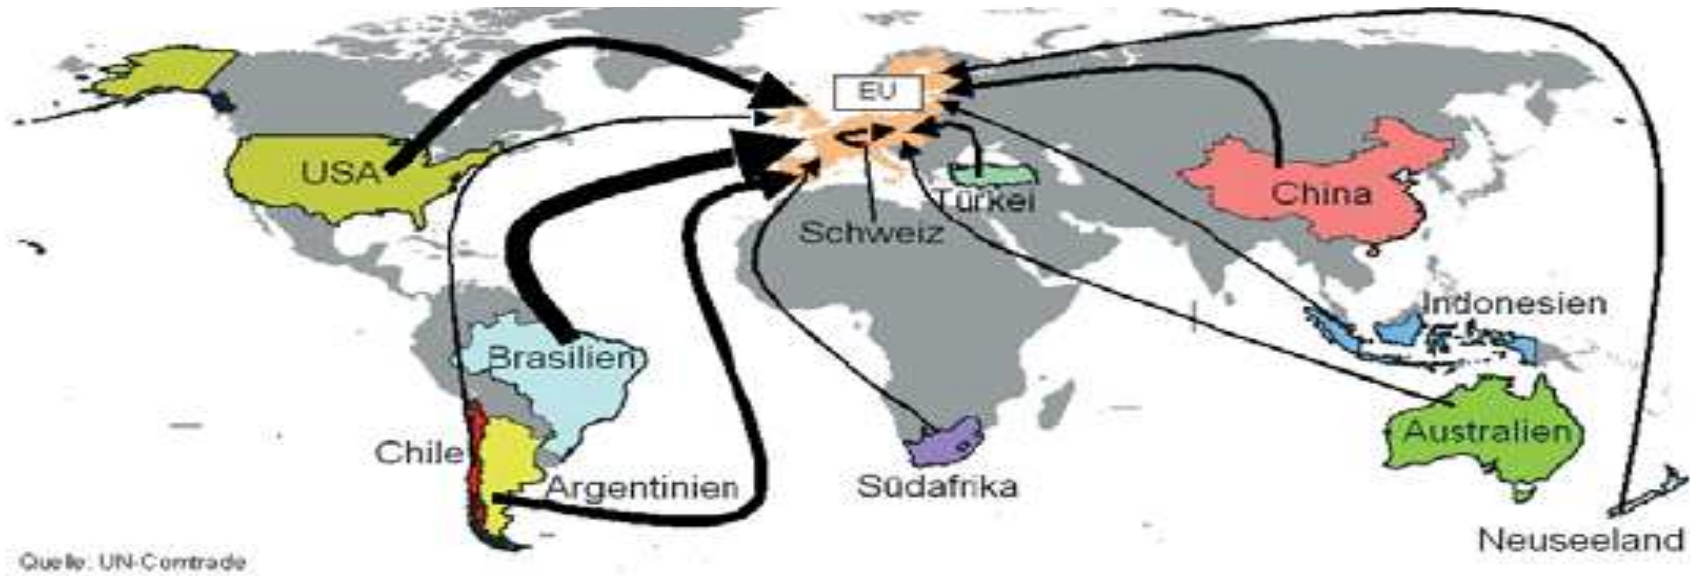 EU
USA
China
Türkei
Schweiz
Indonesien
Brasilien
Australien
Chile
Argentinien
Südafrika
Neuseeland
Quelle: UN-Comtrade